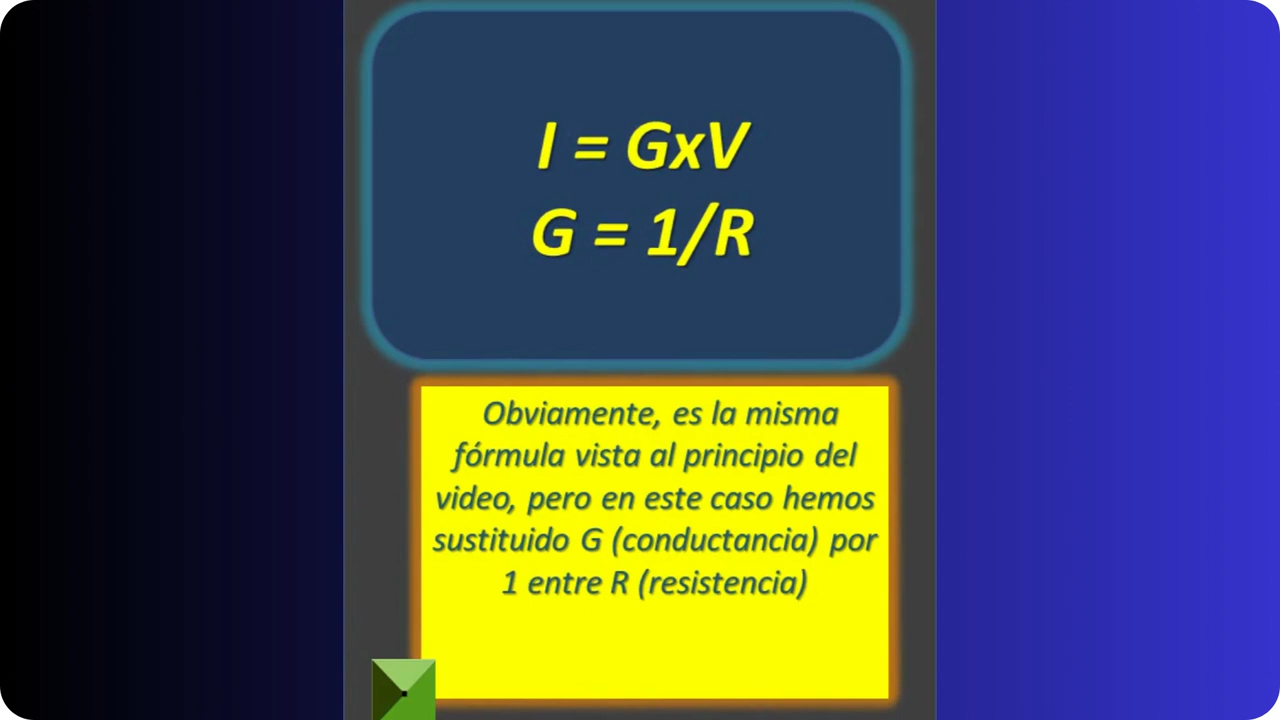 I = GxV
G = 1/R
Obviamente, es la misma
fórmula vista al principio del
video, pero en este caso hemos
sustituido G (conductancia) por
1 entre R (resistencia)